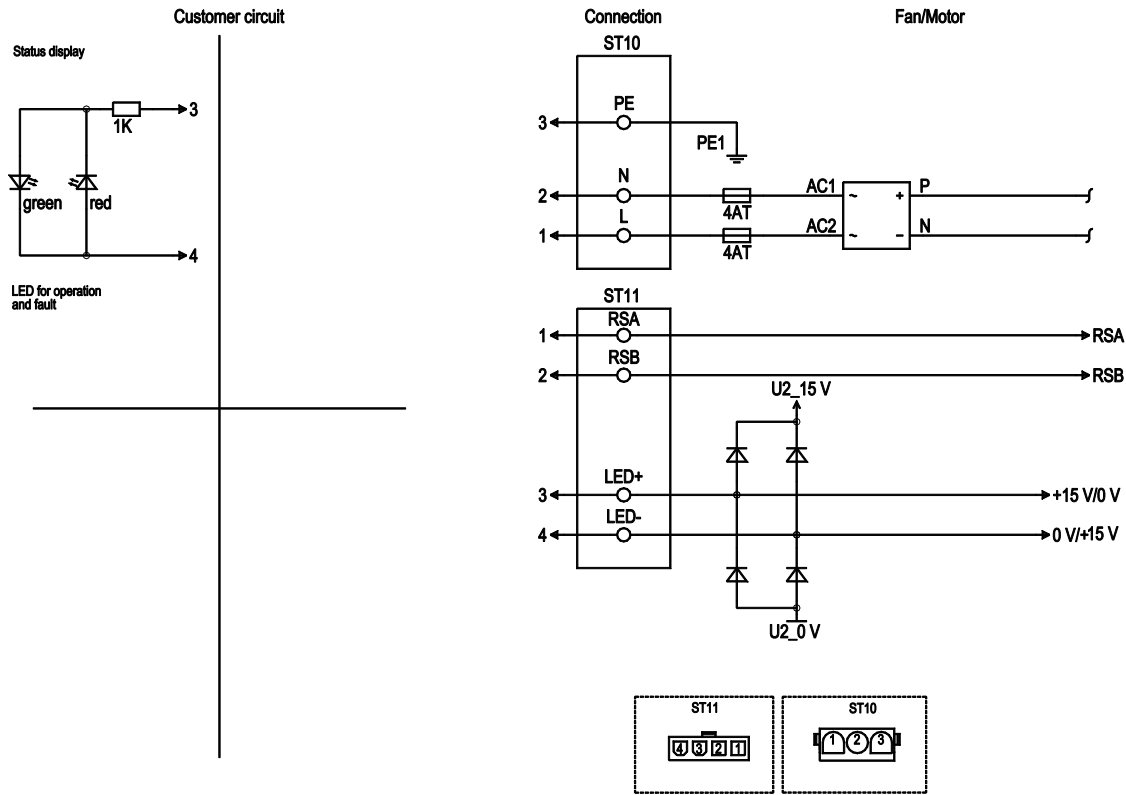 Customer circuit
Connection
Fan/Motor
Status display
3
1K
green
red
4
LED for operation
and fault
ST10
PE
3
PE1
N
2
4AT
AC1
~
+
P
L
1
4AT
AC2
~
–
N
ST11
RSA
1
RSA
RSB
2
RSB
U2_15 V
LED+
3
+15 V/0 V
LED-
4
0 V/+15 V
U2_0 V
ST11
4 3 2 1
ST10
1 2 3